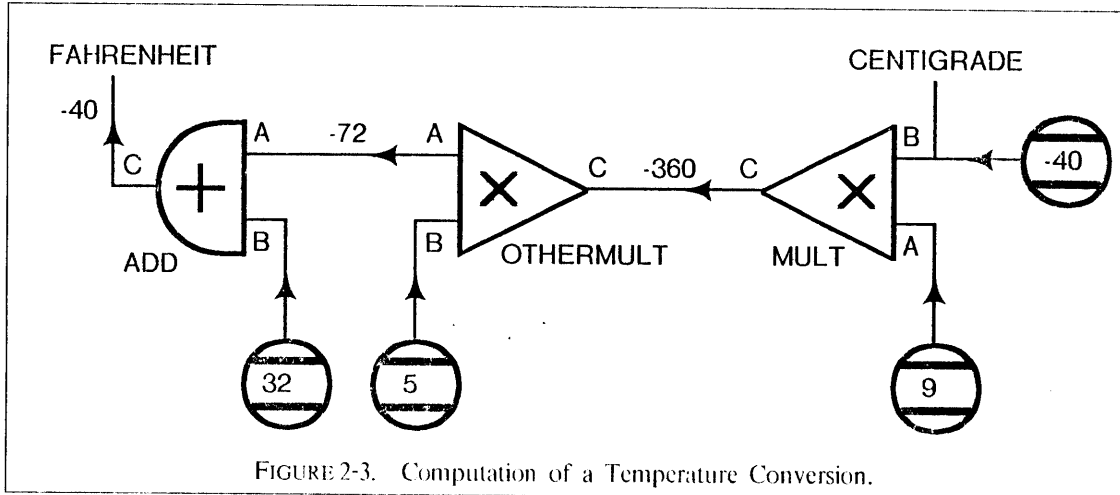 FAHRENHEIT
CENTIGRADE
-40
C
A
-72
A
C
-360
C
B
-40
B
B
A
ADD
OTHERMULT
MULT
32
5
9
FIGURE 2-3. Computation of a Temperature Conversion.